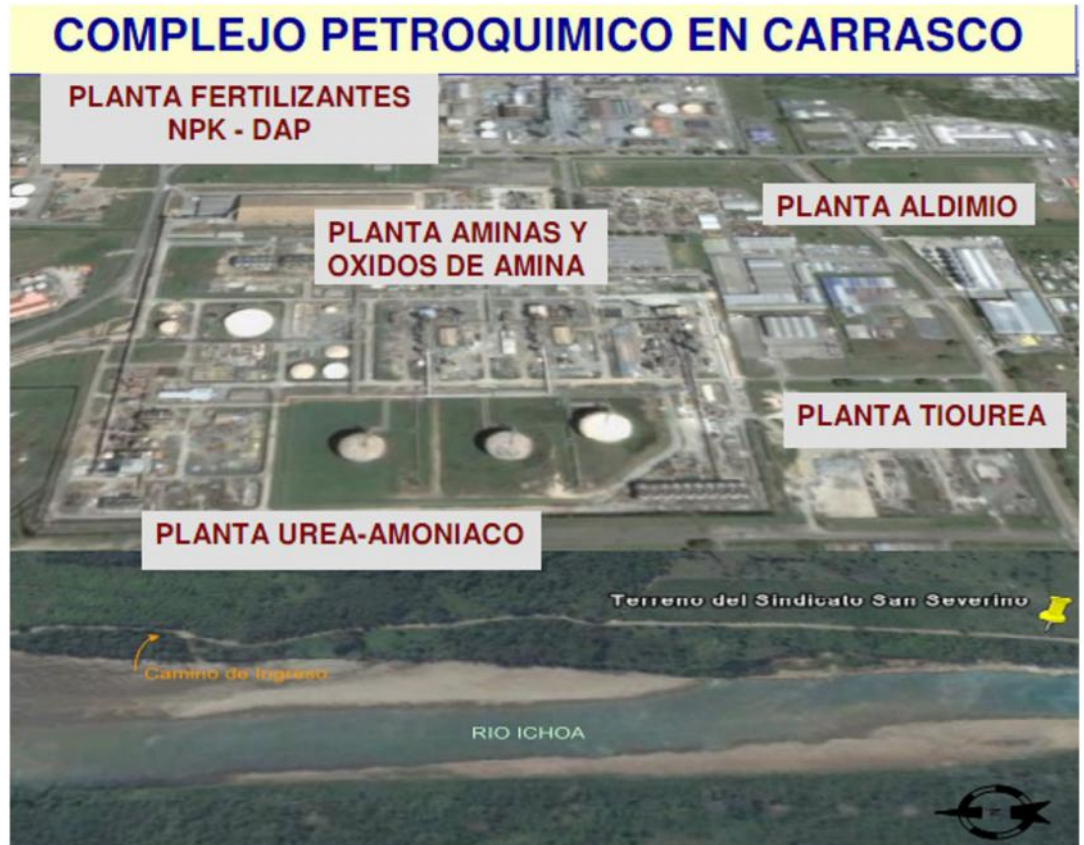 COMPLEJO PETROQUIMICO EN CARRASCO
PLANTA FERTILIZANTES
NPK - DAP
PLANTA ALDIMIO
PLANTA AMINAS Y
OXIDOS DE AMINA
PLANTA TIOUREA
PLANTA UREA-AMONIACO
Terreno del Sindicato San Severino
Camino de Ingreso
RIO ICHOA